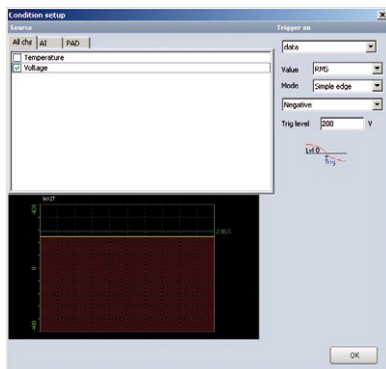 Condition setup
Source
Trigger on
All chs AI PAD
data
Temperature
Voltage
Value RMS
Mode Simple edge
Negative
Trig level 200 V
Lvl 0
Trig
WAIT
400
0
-400
OK